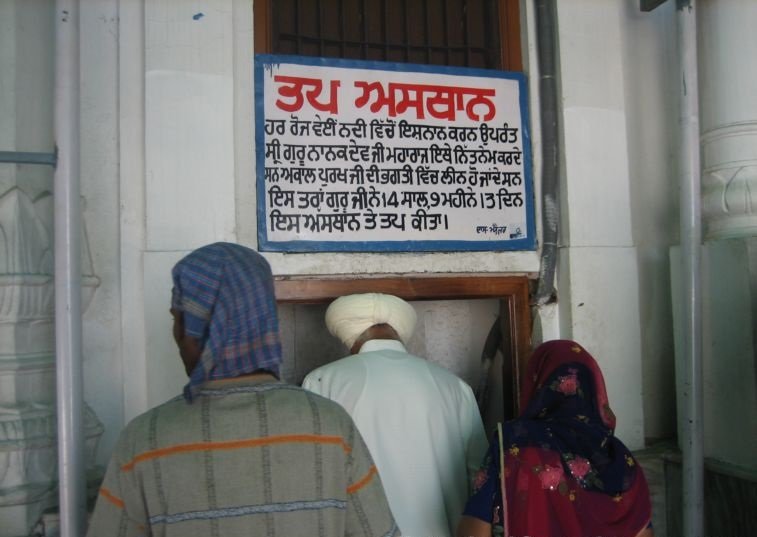 ਤਪ ਅਸਥਾਨ
ਹਰ ਰੋਜ ਵੇਈਂ ਨਦੀ ਵਿੱਚੋਂ ਇਸ਼ਨਾਨ ਕਰਨ ਉਪਰੰਤ
ਸ੍ਰੀ ਗੁਰੂ ਨਾਨਕ ਦੇਵ ਜੀ ਮਹਾਰਾਜ ਇਥੇ ਨਿੱਤਨੇਮ ਕਰਦੇ
ਸਨ ਅਕਾਲ ਪੁਰਖ ਜੀ ਦੀ ਭਗਤੀ ਵਿੱਚ ਲੀਨ ਹੋ ਜਾਂਦੇ ਸਨ
ਇਸ ਤਰ੍ਹਾਂ ਗੁਰੂ ਜੀ ਨੇ 14 ਸਾਲ, 9 ਮਹੀਨੇ 13 ਦਿਨ
ਇਸ ਅਸਥਾਨ ਤੇ ਤਪ ਕੀਤਾ।